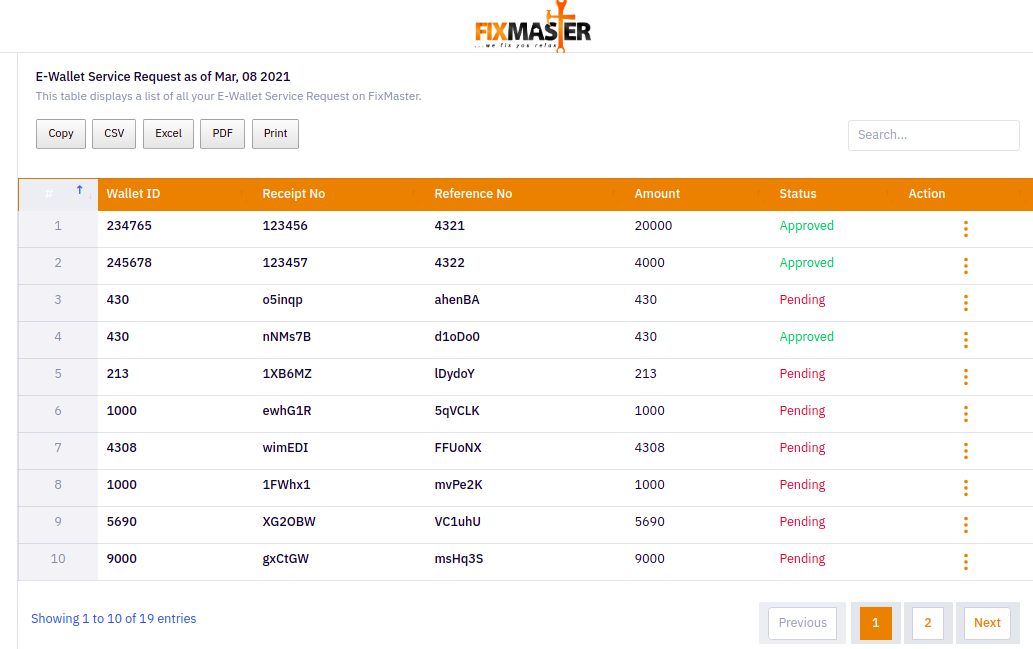 FIXMASTER
...we fix you relax
E-Wallet Service Request as of Mar, 08 2021
This table displays a list of all your E-Wallet Service Request on FixMaster.
Copy CSV Excel PDF Print Search...
# Wallet ID Receipt No Reference No Amount Status Action
1 234765 123456 4321 20000 Approved
2 245678 123457 4322 4000 Approved
3 430 o5inqp ahenBA 430 Pending
4 430 nNMs7B d1oDo0 430 Approved
5 213 1XB6MZ lDydoY 213 Pending
6 1000 ewhG1R 5qVCLK 1000 Pending
7 4308 wimEDI FFUoNX 4308 Pending
8 1000 1FWhx1 mvPe2K 1000 Pending
9 5690 XG2OBW VC1uhU 5690 Pending
10 9000 gxCtGW msHq3S 9000 Pending
Showing 1 to 10 of 19 entries Previous 1 2 Next